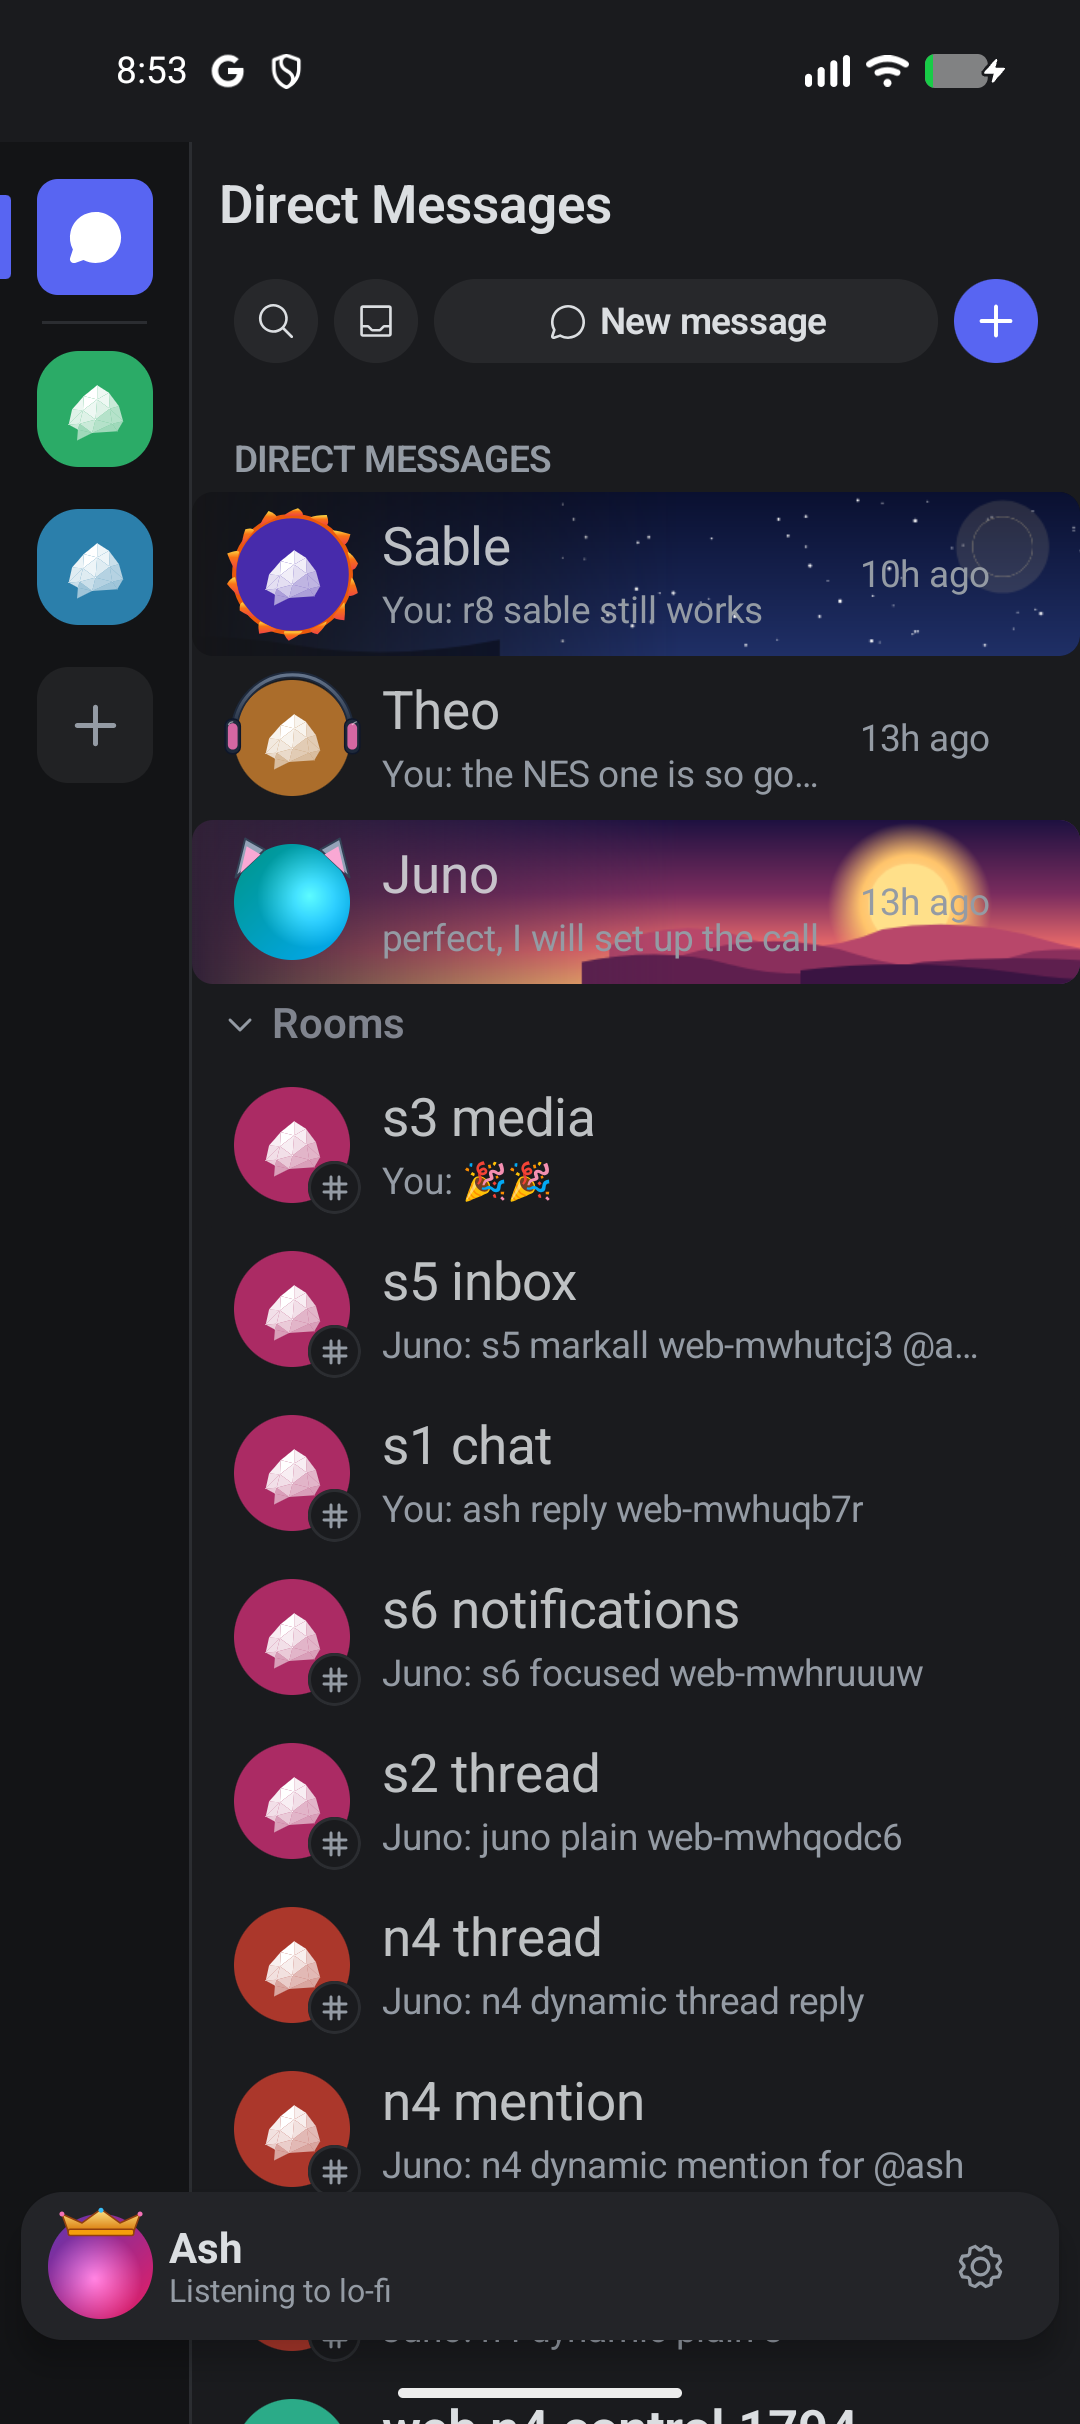 8:53
Direct Messages
New message
DIRECT MESSAGES
Sable
10h ago
You: r8 sable still works
Theo
13h ago
You: the NES one is so go...
Juno
13h ago
perfect, I will set up the call
Rooms
s3 media
You: 🎉🎉
s5 inbox
Juno: s5 markall web-mwhutcj3 @a...
s1 chat
You: ash reply web-mwhuqb7r
s6 notifications
Juno: s6 focused web-mwhruuuw
s2 thread
Juno: juno plain web-mwhqodc6
n4 thread
Juno: n4 dynamic thread reply
n4 mention
Juno: n4 dynamic mention for @ash
Ash
Listening to lo-fi
web n4 control 1794